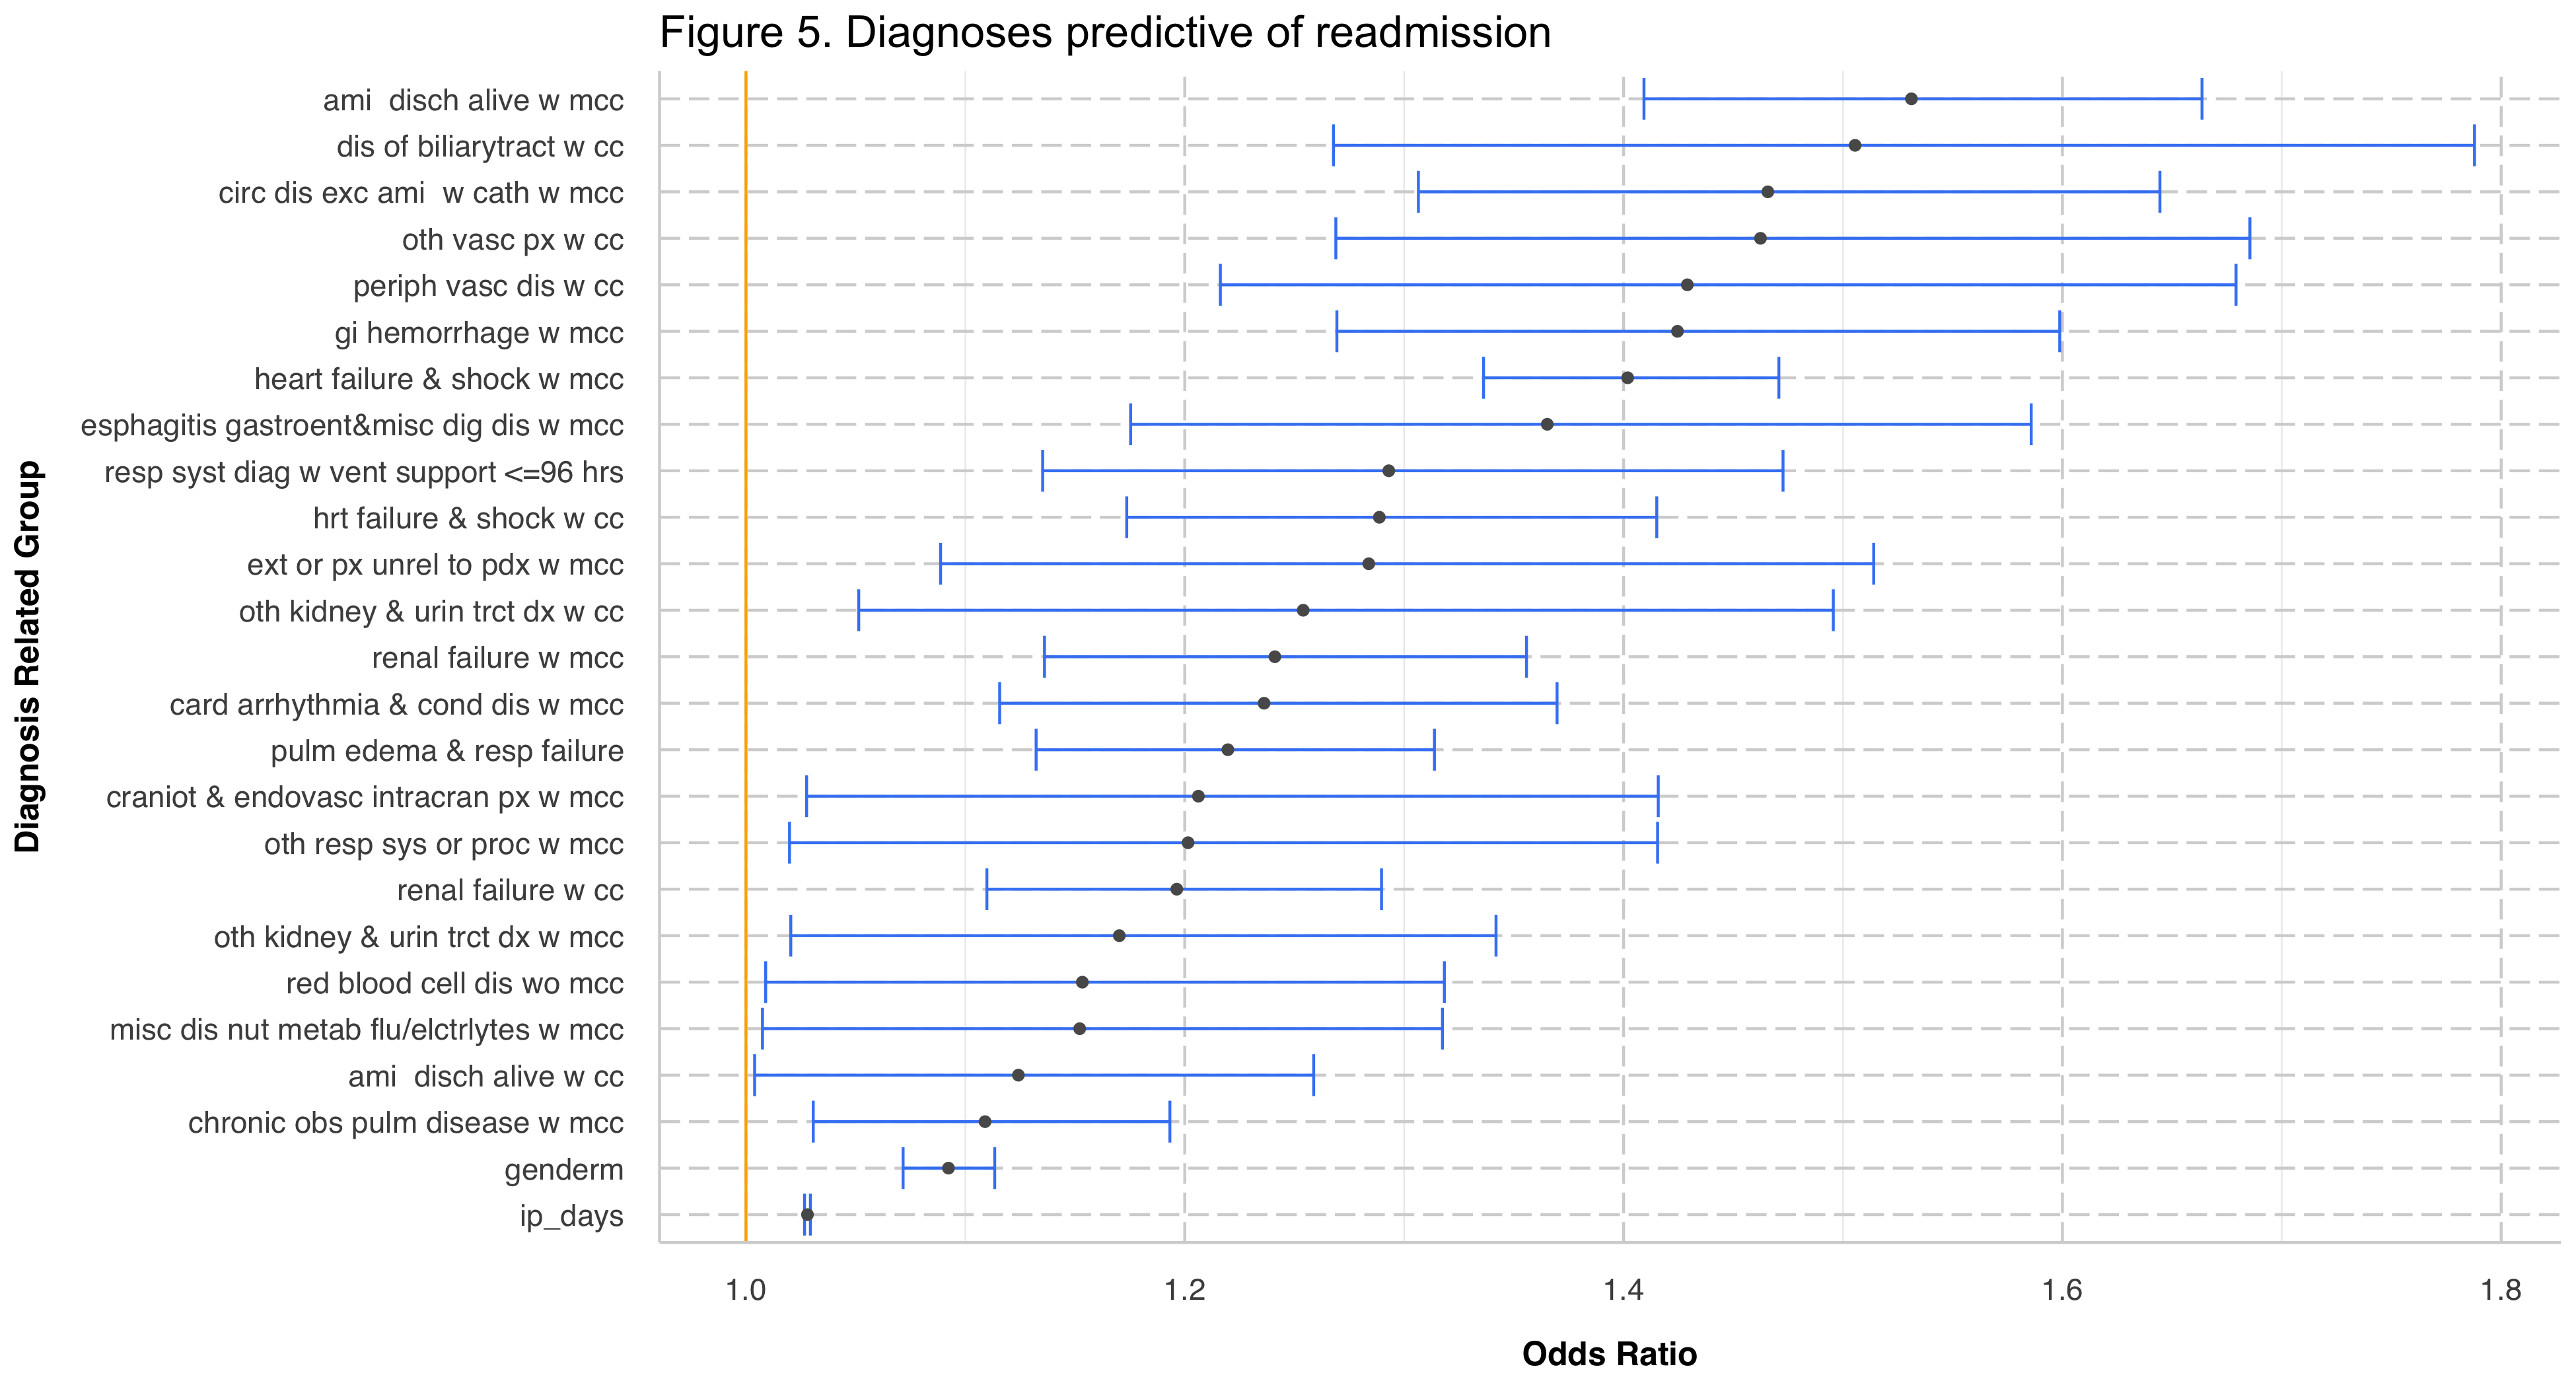 Figure 5. Diagnoses predictive of readmission
ami  disch alive w mcc
dis of biliarytract w cc
circ dis exc ami  w cath w mcc
oth vasc px w cc
periph vasc dis w cc
gi hemorrhage w mcc
heart failure & shock w mcc
esphagitis gastroent&misc dig dis w mcc
resp syst diag w vent support <=96 hrs
hrt failure & shock w cc
ext or px unrel to pdx w mcc
oth kidney & urin trct dx w cc
renal failure w mcc
card arrhythmia & cond dis w mcc
pulm edema & resp failure
craniot & endovasc intracran px w mcc
oth resp sys or proc w mcc
renal failure w cc
oth kidney & urin trct dx w mcc
red blood cell dis wo mcc
misc dis nut metab flu/elctrlytes w mcc
ami  disch alive w cc
chronic obs pulm disease w mcc
genderm
ip_days
Diagnosis Related Group
1.0 1.2 1.4 1.6 1.8
Odds Ratio